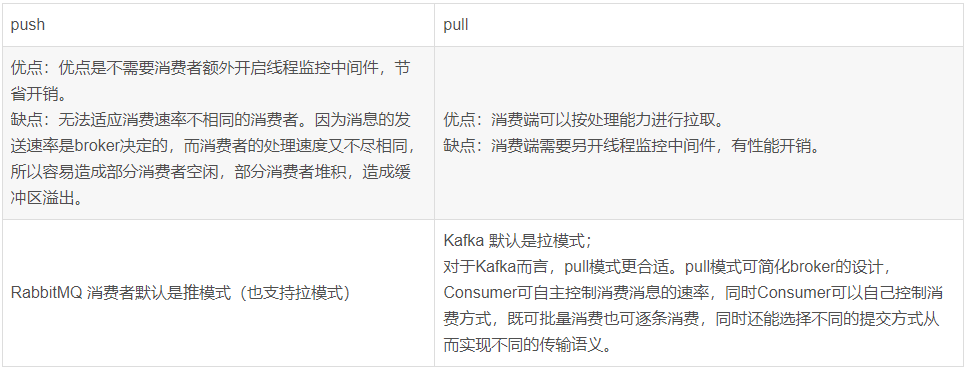 push
pull
优点：优点是不需要消费者额外开启线程监控中间件，节
省开销。
缺点：无法适应消费速率不相同的消费者。因为消息的发
送速率是broker决定的，而消费者的处理速度又不尽相同，
所以容易造成部分消费者空闲，部分消费者堆积，造成缓
冲区溢出。
优点：消费端可以按处理能力进行拉取。
缺点：消费端需要另开线程监控中间件，有性能开销。
RabbitMQ 消费者默认是推模式（也支持拉模式）
Kafka 默认是拉模式；
对于Kafka而言，pull模式更合适。pull模式可简化broker的设计，
Consumer可自主控制消费消息的速率，同时Consumer可以自己控制消
费方式，既可批量消费也可逐条消费，同时还能选择不同的提交方式从
而实现不同的传输语义。